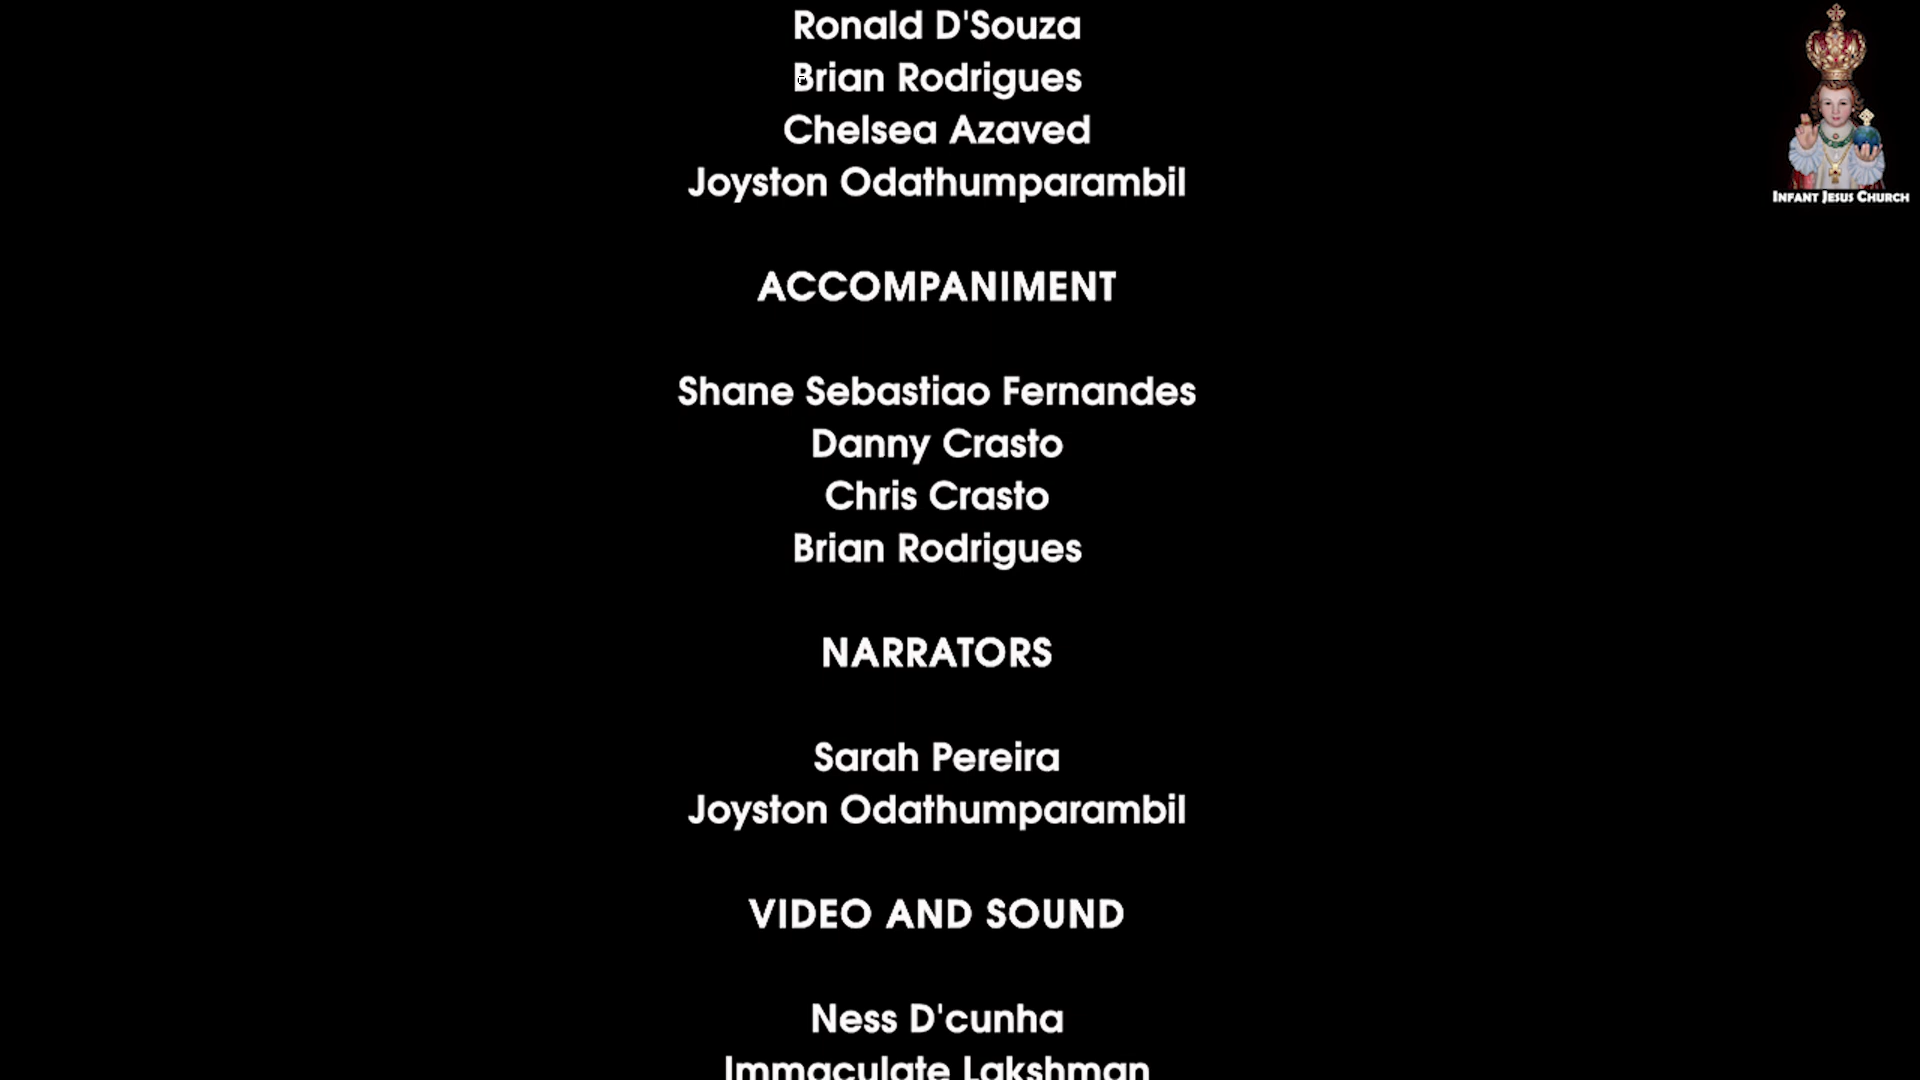 Ronald D'Souza
Brian Rodrigues
Chelsea Azaved
Joyston Odathumparambil
INFANT JESUS CHURCH
ACCOMPANIMENT
Shane Sebastiao Fernandes
Danny Crasto
Chris Crasto
Brian Rodrigues
NARRATORS
Sarah Pereira
Joyston Odathumparambil
VIDEO AND SOUND
Ness D'cunha
Immaculate Lakshman